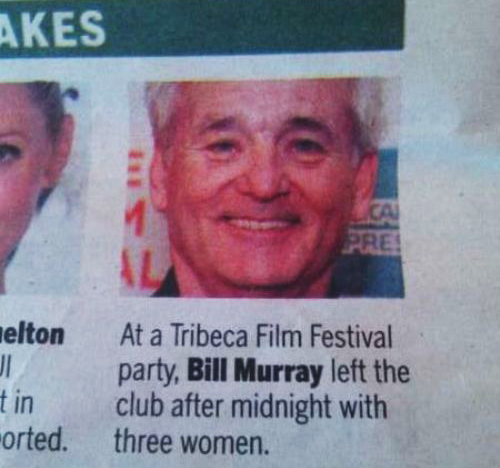 AKES
E
M
AL
CA
PRES
elton
JI
t in
orted.
At a Tribeca Film Festival
party, Bill Murray left the
club after midnight with
three women.